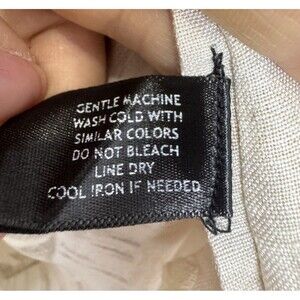 GENTLE MACHINE
WASH COLD WITH
SIMILAR COLORS
DO NOT BLEACH
LINE DRY
COOL IRON IF NEEDED